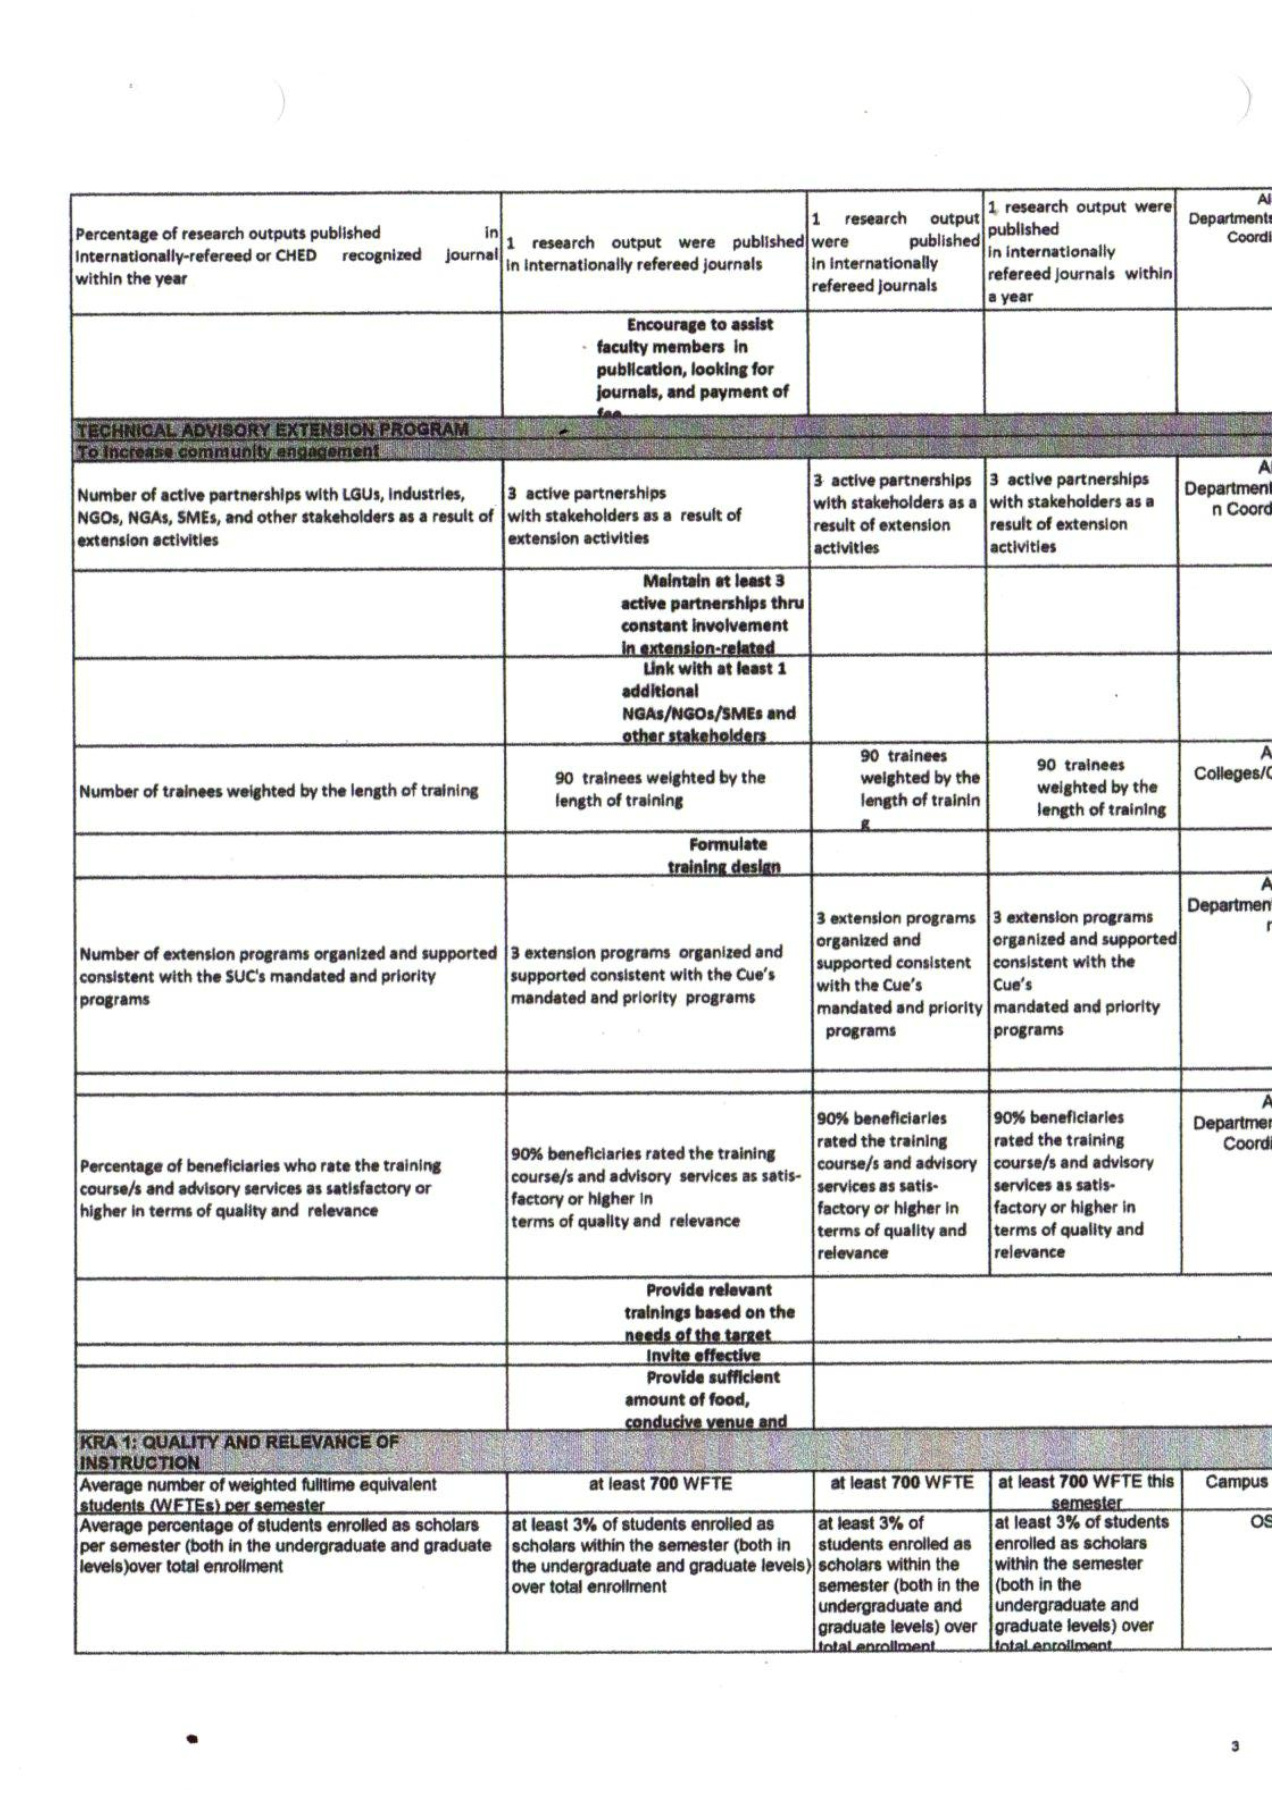 Percentage of research outputs published in
Internationally-refereed or CHED recognized journal
within the year
1 research output were published
in internationally refereed journals
1 research output
were published
in internationally
refereed journals
1 research output were
published
in internationally
refereed journals within
a year
Departments
Coordi
Encourage to assist
faculty members in
publication, looking for
journals, and payment of
fee
TECHNICAL ADVISORY EXTENSION PROGRAM
To increase community engagement
Number of active partnerships with LGUs, industries,
NGOs, NGAs, SMEs, and other stakeholders as a result of
extension activities
3 active partnerships
with stakeholders as a result of
extension activities
3 active partnerships
with stakeholders as a
result of extension
activities
3 active partnerships
with stakeholders as a
result of extension
activities
A
Department
n Coord
Maintain at least 3
active partnerships thru
constant involvement
in extension-related
Link with at least 1
additional
NGAs/NGOs/SMEs and
other stakeholders
Number of trainees weighted by the length of training
90 trainees weighted by the
length of training
90 trainees
weighted by the
length of trainin
g
90 trainees
weighted by the
length of training
A
Colleges/
Formulate
training design
Number of extension programs organized and supported
consistent with the SUC's mandated and priority
programs
3 extension programs organized and
supported consistent with the Cue's
mandated and priority programs
3 extension programs
organized and
supported consistent
with the Cue's
mandated and priority
programs
3 extension programs
organized and supported
consistent with the
Cue's
mandated and priority
programs
A
Departmen
Percentage of beneficiaries who rate the training
course/s and advisory services as satisfactory or
higher in terms of quality and relevance
90% beneficiaries rated the training
course/s and advisory services as satis-
factory or higher in
terms of quality and relevance
90% beneficiaries
rated the training
course/s and advisory
services as satis-
factory or higher in
terms of quality and
relevance
90% beneficiaries
rated the training
course/s and advisory
services as satis-
factory or higher in
terms of quality and
relevance
A
Departmen
Coordi
Provide relevant
trainings based on the
needs of the target
Invite effective
Provide sufficient
amount of food,
conducive venue and
KRA 1: QUALITY AND RELEVANCE OF
INSTRUCTION
Average number of weighted fulltime equivalent
students (WFTEs) per semester
at least 700 WFTE
at least 700 WFTE
at least 700 WFTE this
semester
Campus
Average percentage of students enrolled as scholars
per semester (both in the undergraduate and graduate
levels)over total enrollment
at least 3% of students enrolled as
scholars within the semester (both in
the undergraduate and graduate levels)
over total enrollment
at least 3% of
students enrolled as
scholars within the
semester (both in the
undergraduate and
graduate levels) over
total enrollment
at least 3% of students
enrolled as scholars
within the semester
(both in the
undergraduate and
graduate levels) over
total enrollment
OS
3